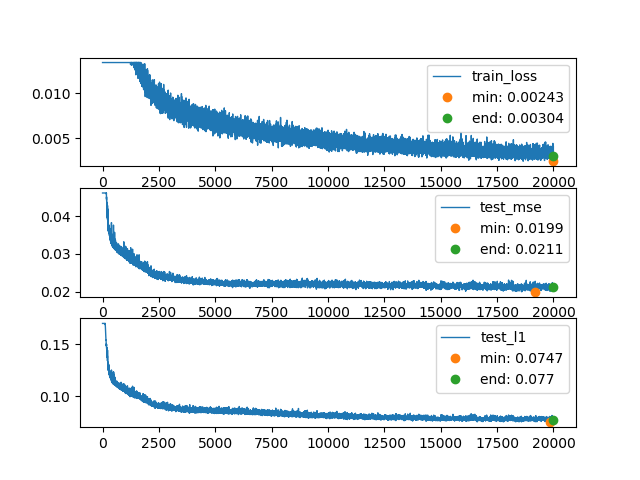 0.010
0.005
train_loss
min: 0.00243
end: 0.00304
0 2500 5000 7500 10000 12500 15000 17500 20000
0.04
0.03
0.02
test_mse
min: 0.0199
end: 0.0211
0 2500 5000 7500 10000 12500 15000 17500 20000
0.15
0.10
test_l1
min: 0.0747
end: 0.077
0 2500 5000 7500 10000 12500 15000 17500 20000